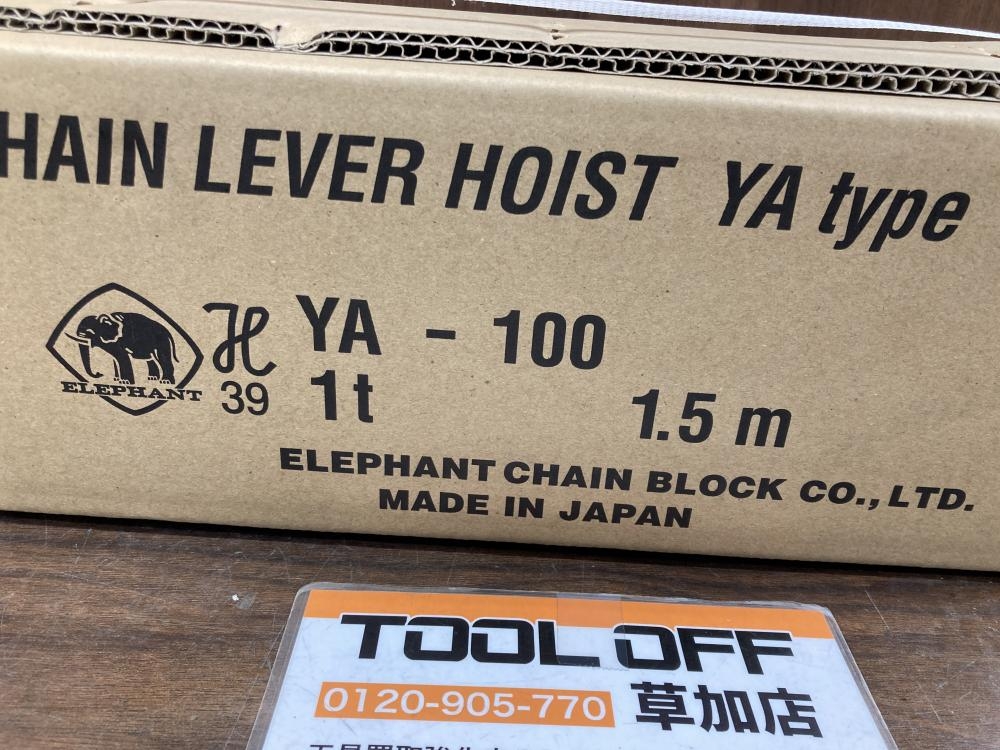 HAIN LEVER HOIST YA type
ELEPHANT
H YA - 100
39 1t 1.5 m
ELEPHANT CHAIN BLOCK CO., LTD.
MADE IN JAPAN
TOOL OFF
0120-905-770 草加店